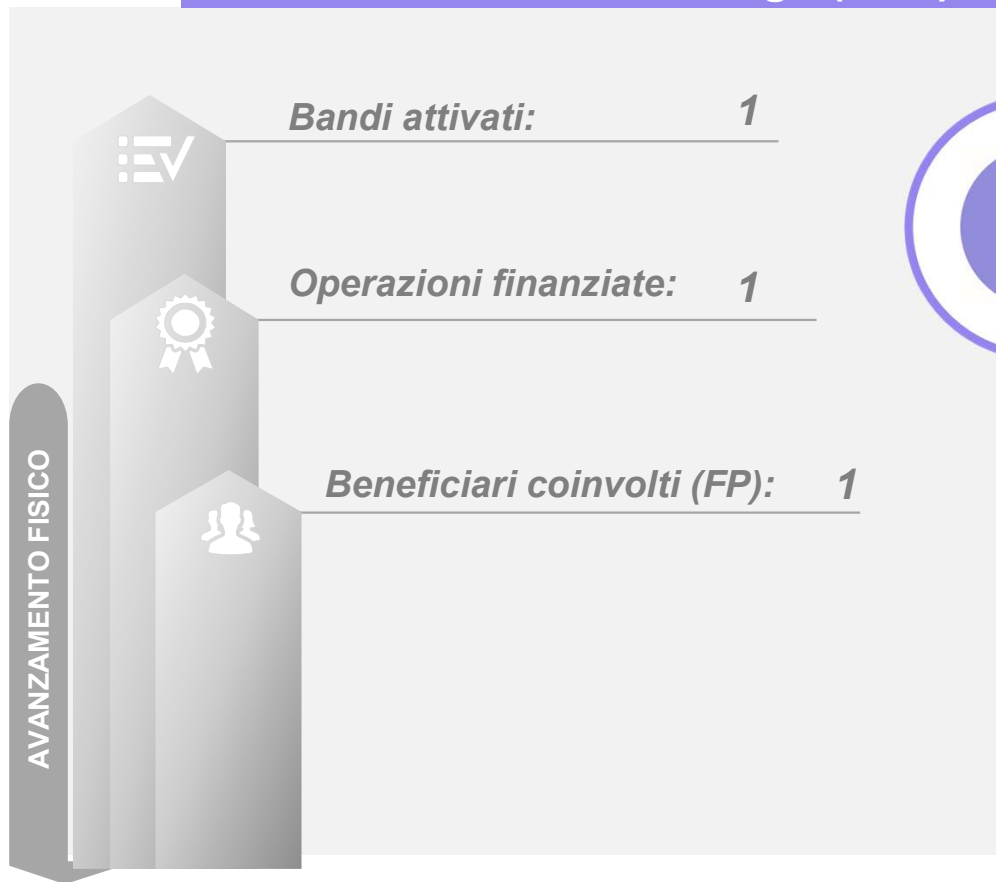 Bandi attivati: 1
Operazioni finanziate: 1
Beneficiari coinvolti (FP): 1
AVANZAMENTO FISICO